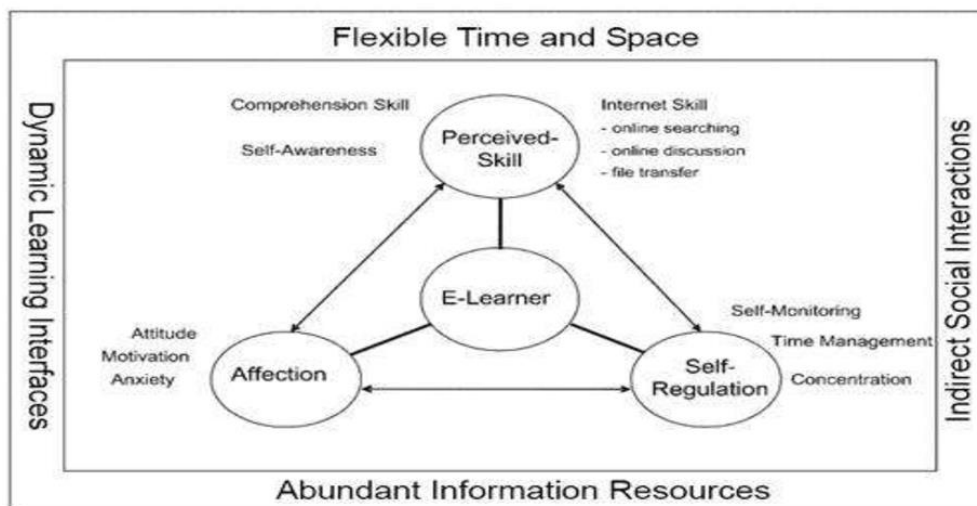 Flexible Time and Space
Dynamic Learning Interfaces
Comprehension Skill
Self-Awareness
Perceived-
Skill
Internet Skill
- online searching
- online discussion
- file transfer
E-Learner
Attitude
Motivation
Anxiety
Affection
Self-
Regulation
Self-Monitoring
Time Management
Concentration
Indirect Social Interactions
Abundant Information Resources